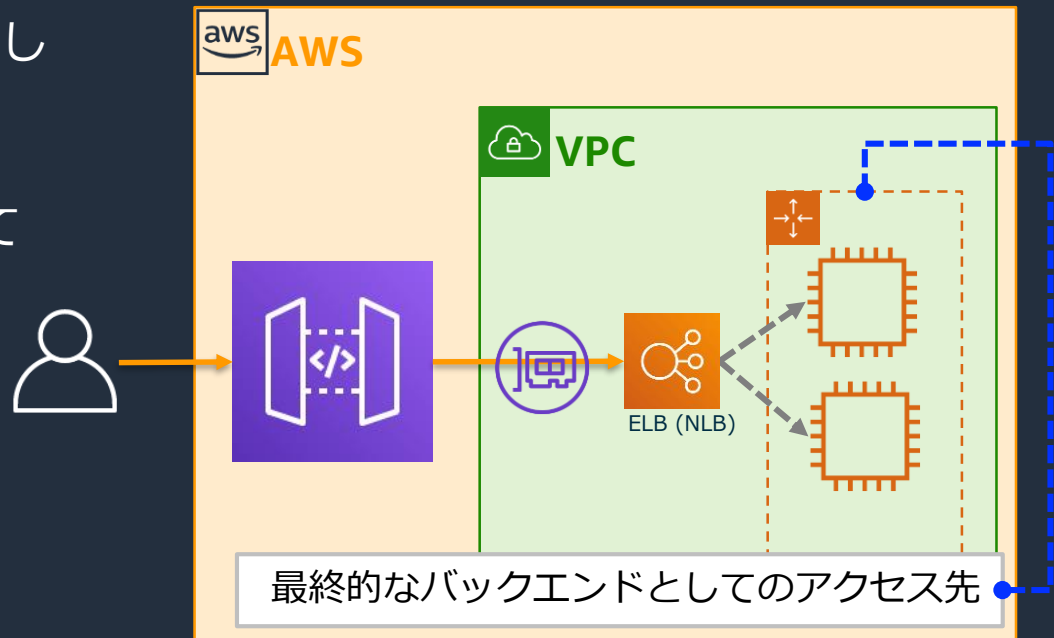 し
て
aws
AWS
VPC
</>
ELB (NLB)
最終的なバックエンドとしてのアクセス先